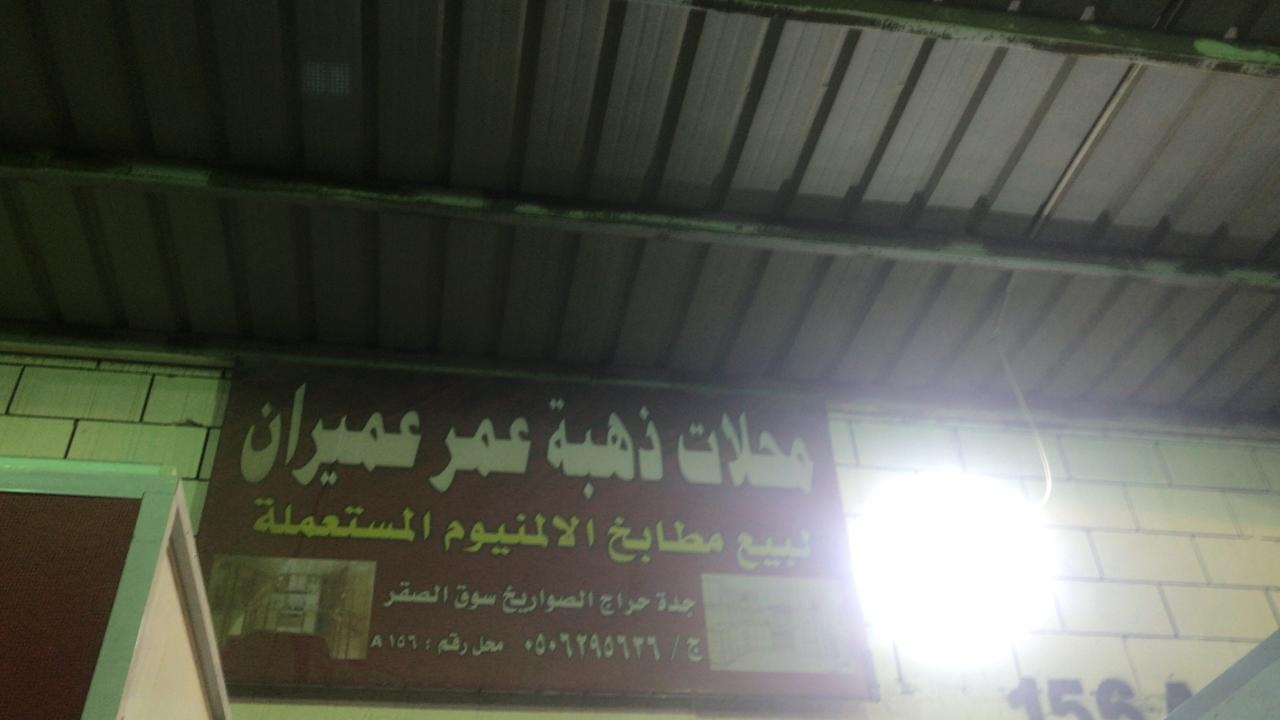 محلات ذهبة عمر عميران
لبيع مطابخ الالمنيوم المستعملة
جدة حراج الصواريخ سوق الصقر
ج / ٠٥٠٦٢٩٥٦٣٦ محل رقم : ١٥٦ A
156 A